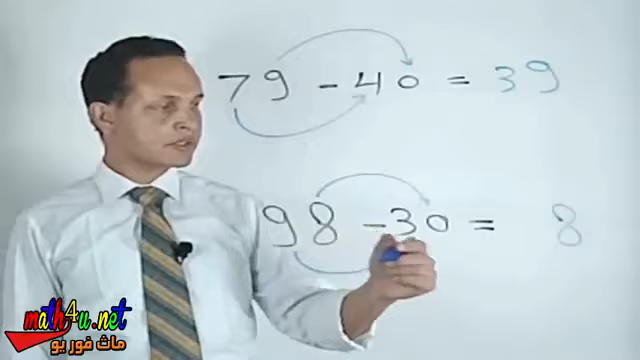 79 - 40 = 39
98 - 30 = 8
math4u.net
ماث فور يو